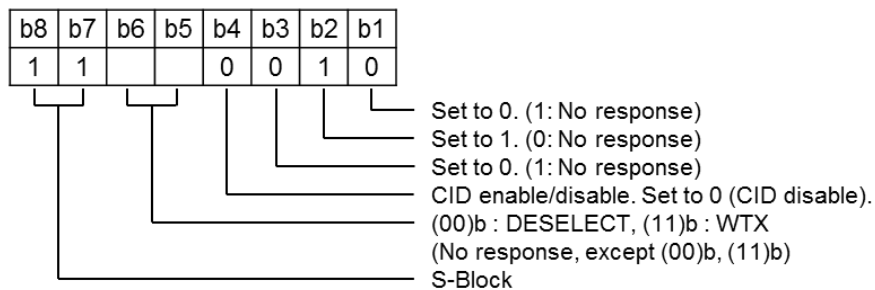 b8 b7 b6 b5 b4 b3 b2 b1
1 1 0 0 1 0
Set to 0. (1: No response)
Set to 1. (0: No response)
Set to 0. (1: No response)
CID enable/disable. Set to 0 (CID disable).
(00)b : DESELECT, (11)b : WTX
(No response, except (00)b, (11)b)
S-Block